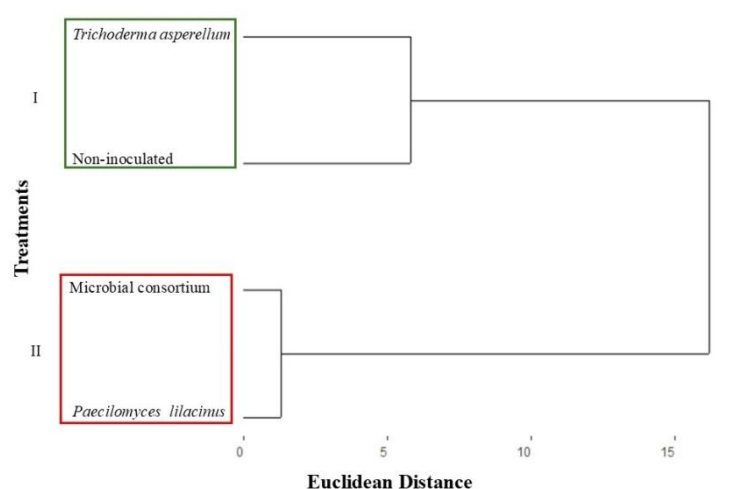 Trichoderma asperellum
I
Non-inoculated
Treatments
Microbial consortium
II
Paecilomyces lilacinus
0 5 10 15
Euclidean Distance